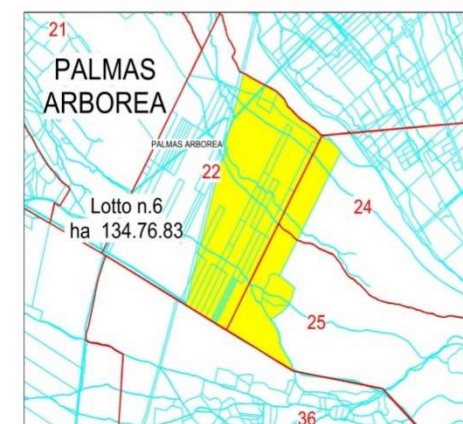 21
PALMAS
ARBOREA
PALMAS ARBOREA
22
Lotto n.6
ha 134.76.83
24
25
36